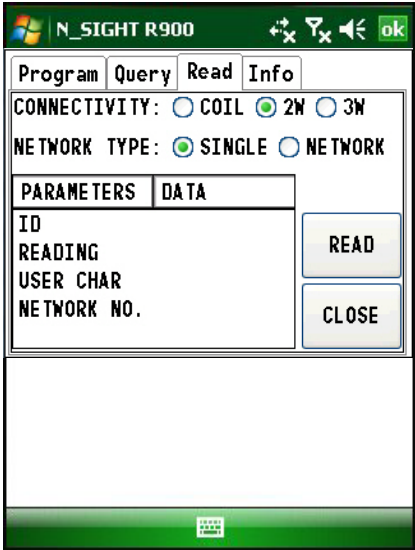 N_SIGHT R900 ok
Program Query Read Info
CONNECTIVITY: COIL 2W 3W
NETWORK TYPE: SINGLE NETWORK
PARAMETERS DATA
ID
READING
USER CHAR
NETWORK NO.
READ
CLOSE